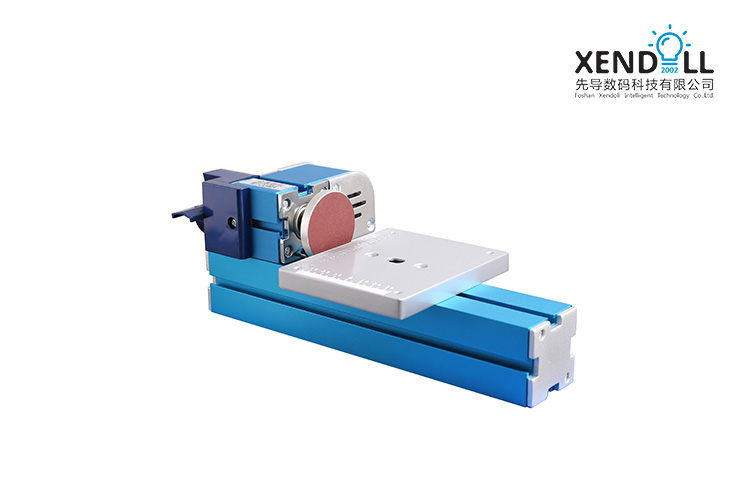 XENDOLL
2002
先导数码科技有限公司
Foshan Xendoll Intelligent Technology Co.,Ltd.